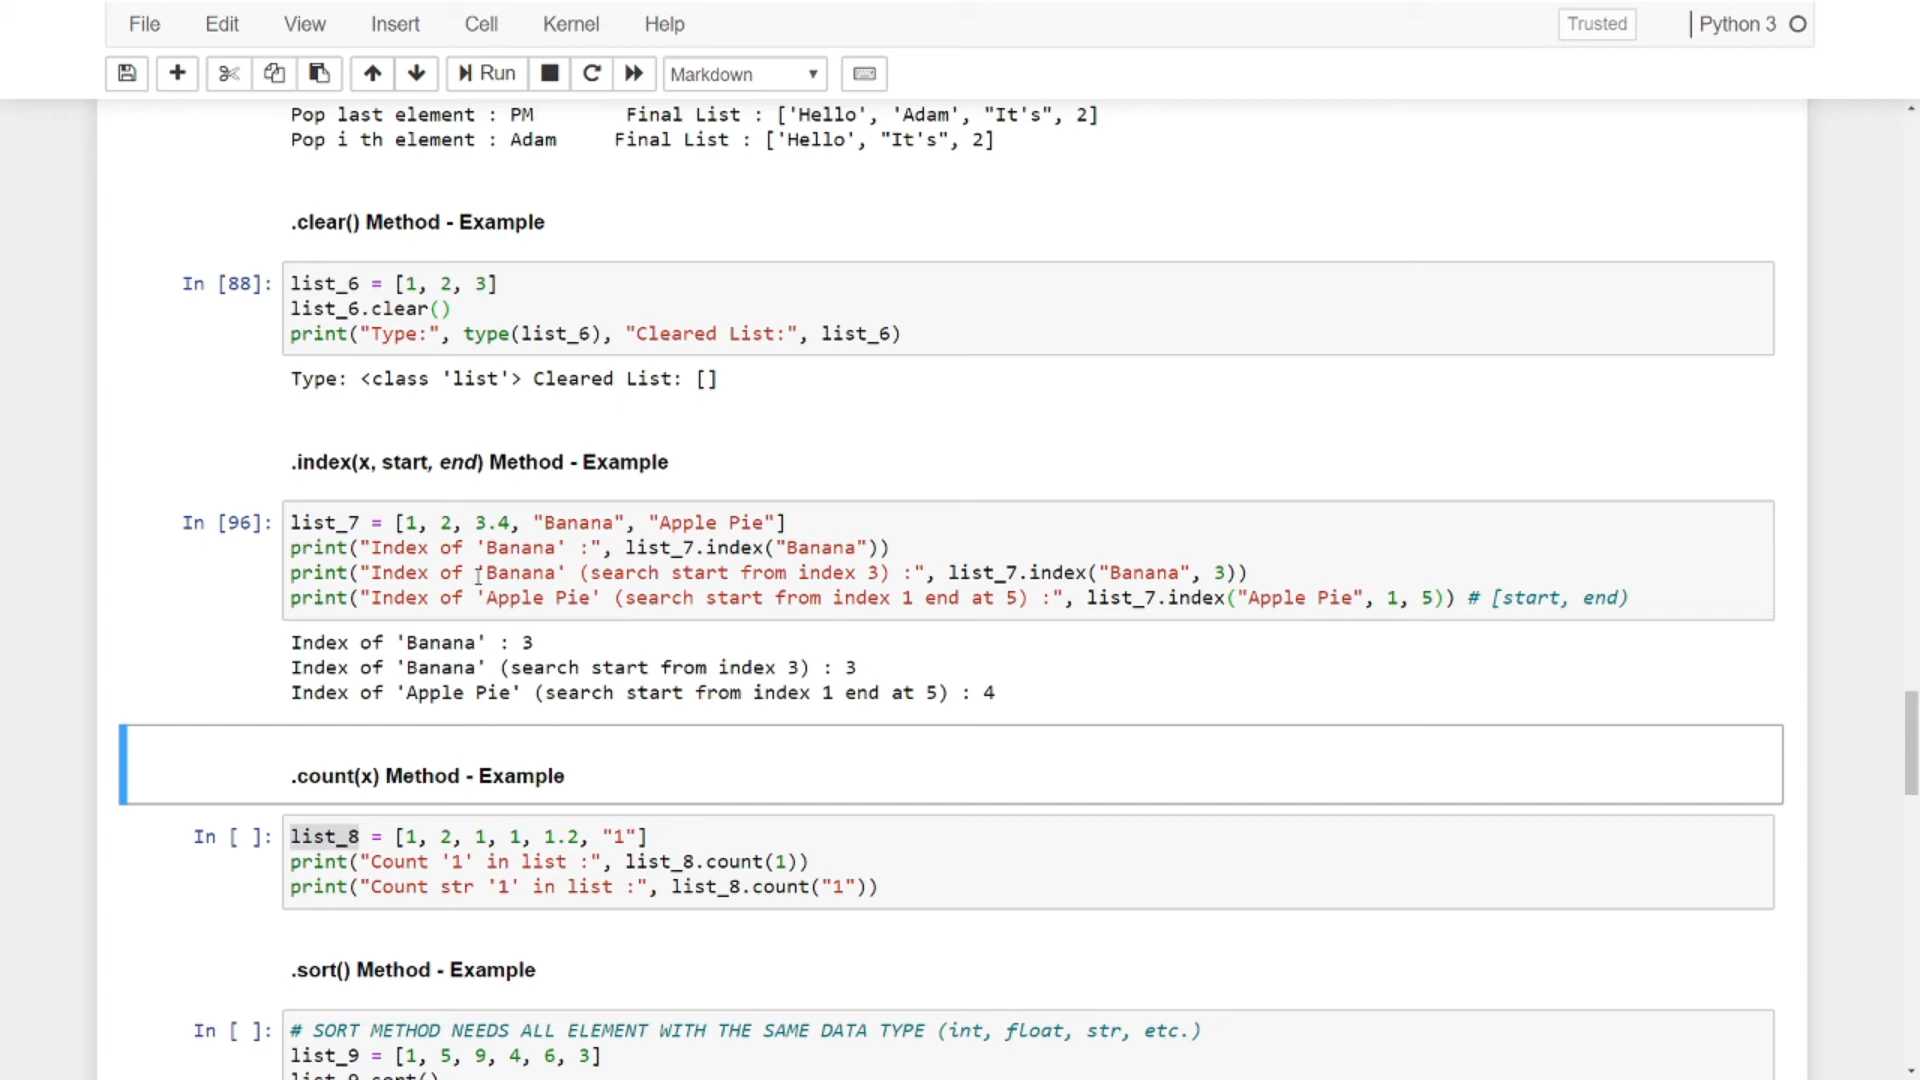 File Edit View Insert Cell Kernel Help Trusted Python 3
Run Markdown
Pop last element : PM Final List : ['Hello', 'Adam', "It's", 2]
Pop i th element : Adam Final List : ['Hello', "It's", 2]
.clear() Method - Example
In [88]: list_6 = [1, 2, 3]
list_6.clear()
print("Type:", type(list_6), "Cleared List:", list_6)
Type: <class 'list'> Cleared List: []
.index(x, start, end) Method - Example
In [96]: list_7 = [1, 2, 3.4, "Banana", "Apple Pie"]
print("Index of 'Banana' :", list_7.index("Banana"))
print("Index of 'Banana' (search start from index 3) :", list_7.index("Banana", 3))
print("Index of 'Apple Pie' (search start from index 1 end at 5) :", list_7.index("Apple Pie", 1, 5)) # [start, end)
Index of 'Banana' : 3
Index of 'Banana' (search start from index 3) : 3
Index of 'Apple Pie' (search start from index 1 end at 5) : 4
.count(x) Method - Example
In [ ]: list_8 = [1, 2, 1, 1, 1.2, "1"]
print("Count '1' in list :", list_8.count(1))
print("Count str '1' in list :", list_8.count("1"))
.sort() Method - Example
In [ ]: # SORT METHOD NEEDS ALL ELEMENT WITH THE SAME DATA TYPE (int, float, str, etc.)
list_9 = [1, 5, 9, 4, 6, 3]
list_9.sort()